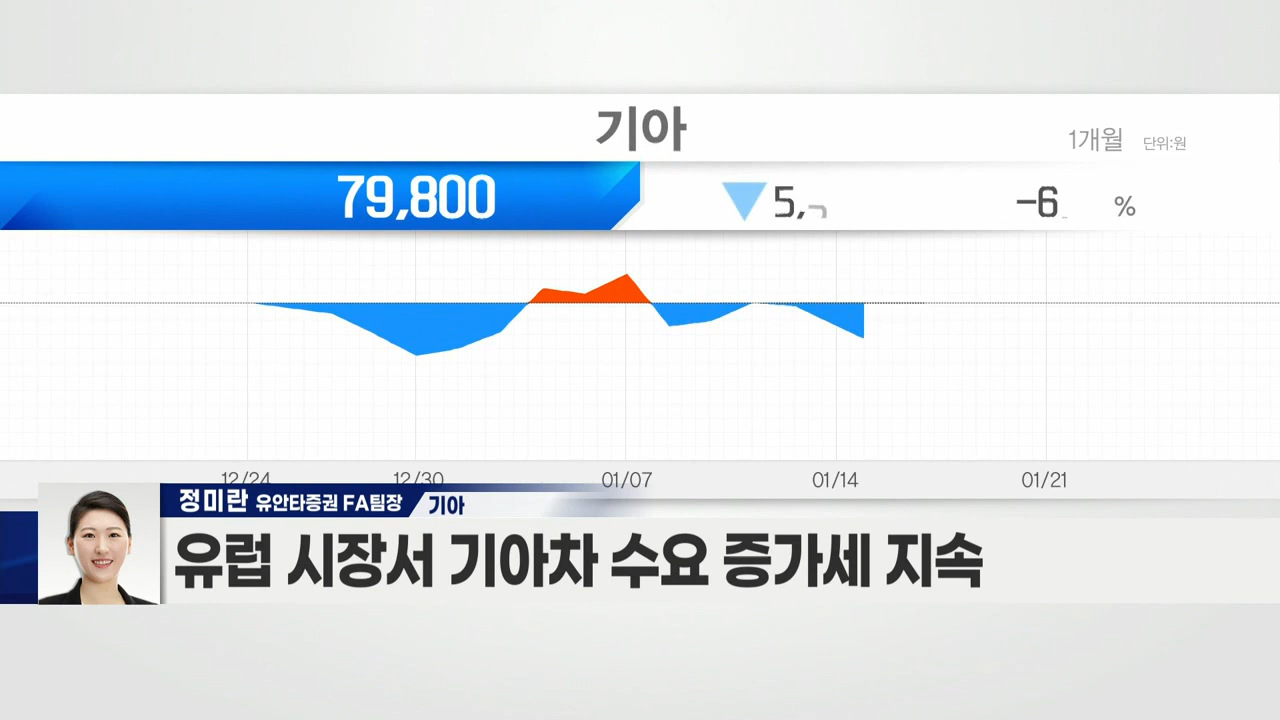 기아
1개월 단위:원
79,800 ▼ 5, -6 %
12/24 12/30 01/07 01/14 01/21
정미란 유안타증권 FA팀장 기아
유럽 시장서 기아차 수요 증가세 지속